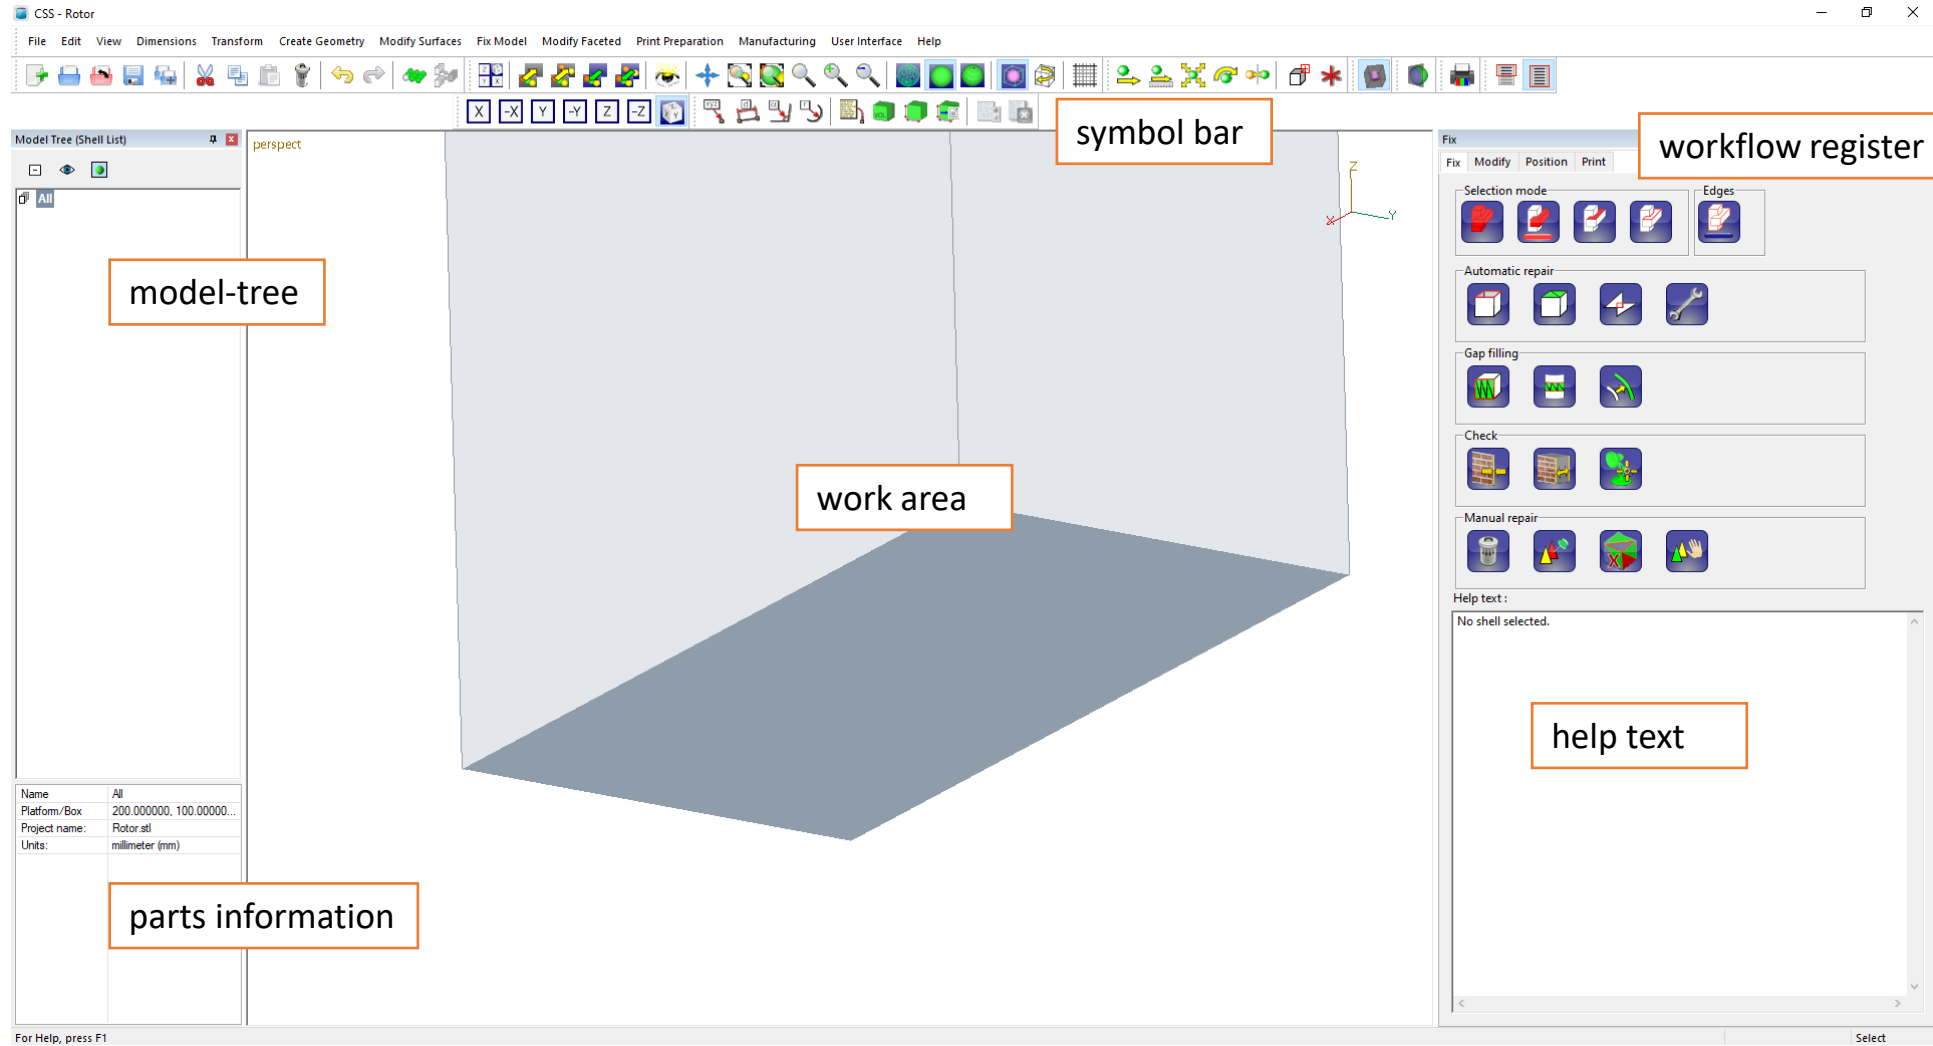 CSS - Rotor
File Edit View Dimensions Transform Create Geometry Modify Surfaces Fix Model Modify Faceted Print Preparation Manufacturing User Interface Help
X -X Y -Y Z -Z
symbol bar
Model Tree (Shell List)
All
model-tree
perspect
Z
X
Y
work area
Fix
workflow register
Fix Modify Position Print
Selection mode
Edges
Automatic repair
Gap filling
Check
Manual repair
Help text :
No shell selected.
help text
Name All
Platform/Box 200.000000, 100.00000...
Project name: Rotor.stl
Units: millimeter (mm)
parts information
For Help, press F1
Select